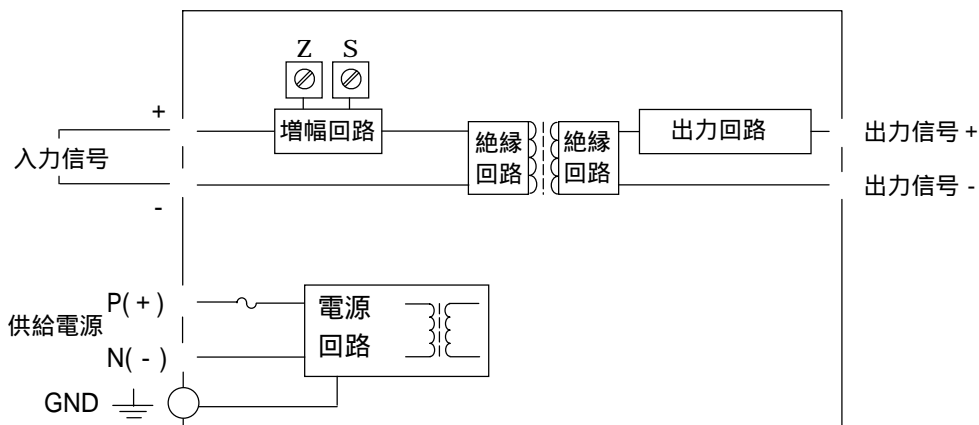 Z S
+
増幅回路
出力回路
出力信号 +
入力信号
絶縁
回路
絶縁
回路
出力信号 -
-
P( + )
電源
回路
供給電源
N( - )
GND